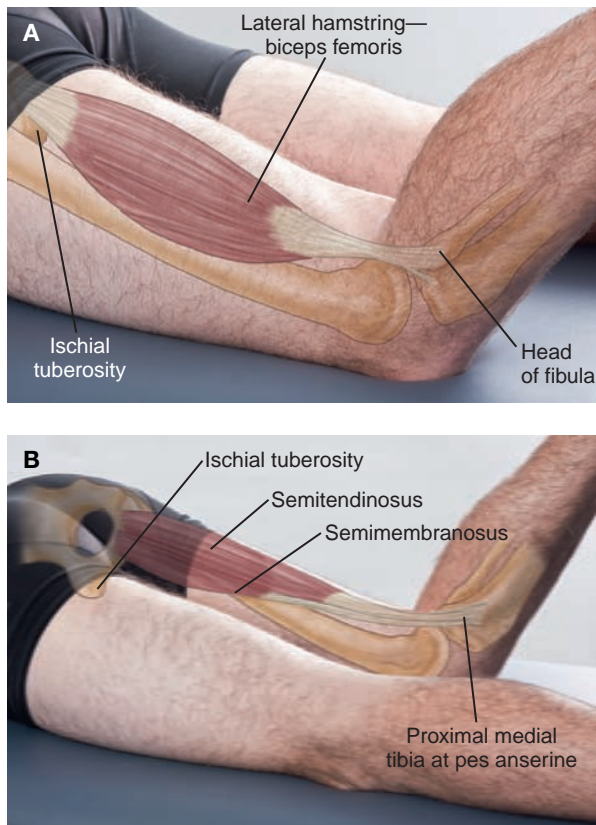 A
Lateral hamstring—
biceps femoris
Ischial
tuberosity
Head
of fibula
B
Ischial tuberosity
Semitendinosus
Semimembranosus
Proximal medial
tibia at pes anserine